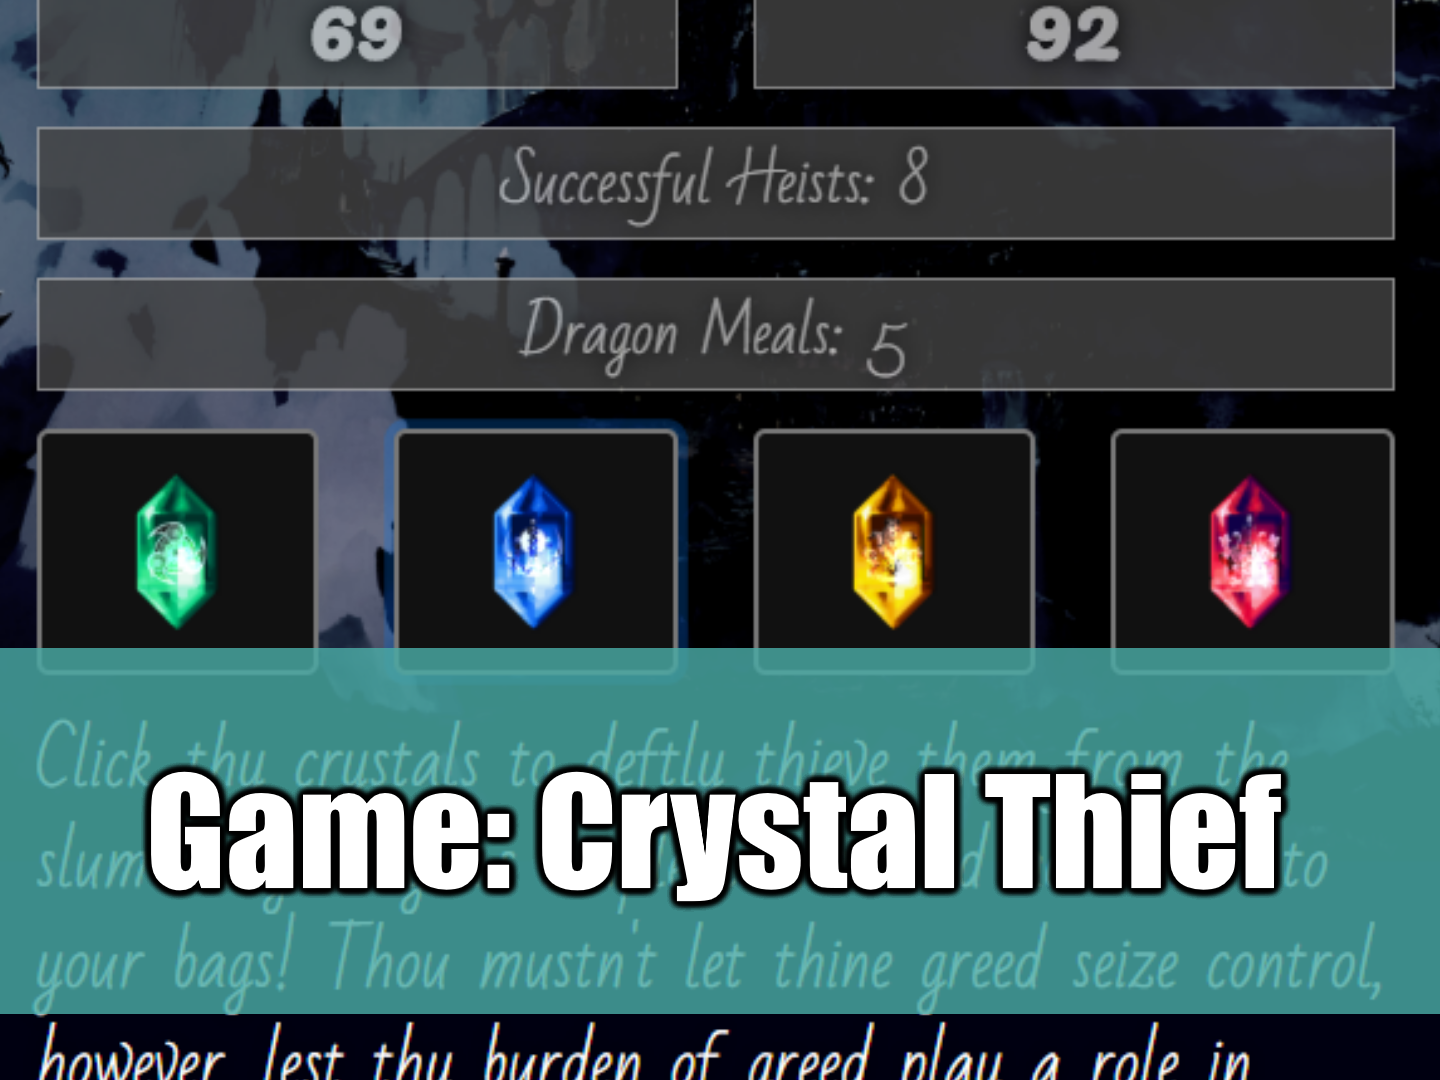 69
92
Successful Heists: 8
Dragon Meals: 5
Click thy crystals to deftly thieve them from the
Game: Crystal Thief
slum
to
your bags! Thou mustn't let thine greed seize control,
however, lest thy burden of greed play a role in